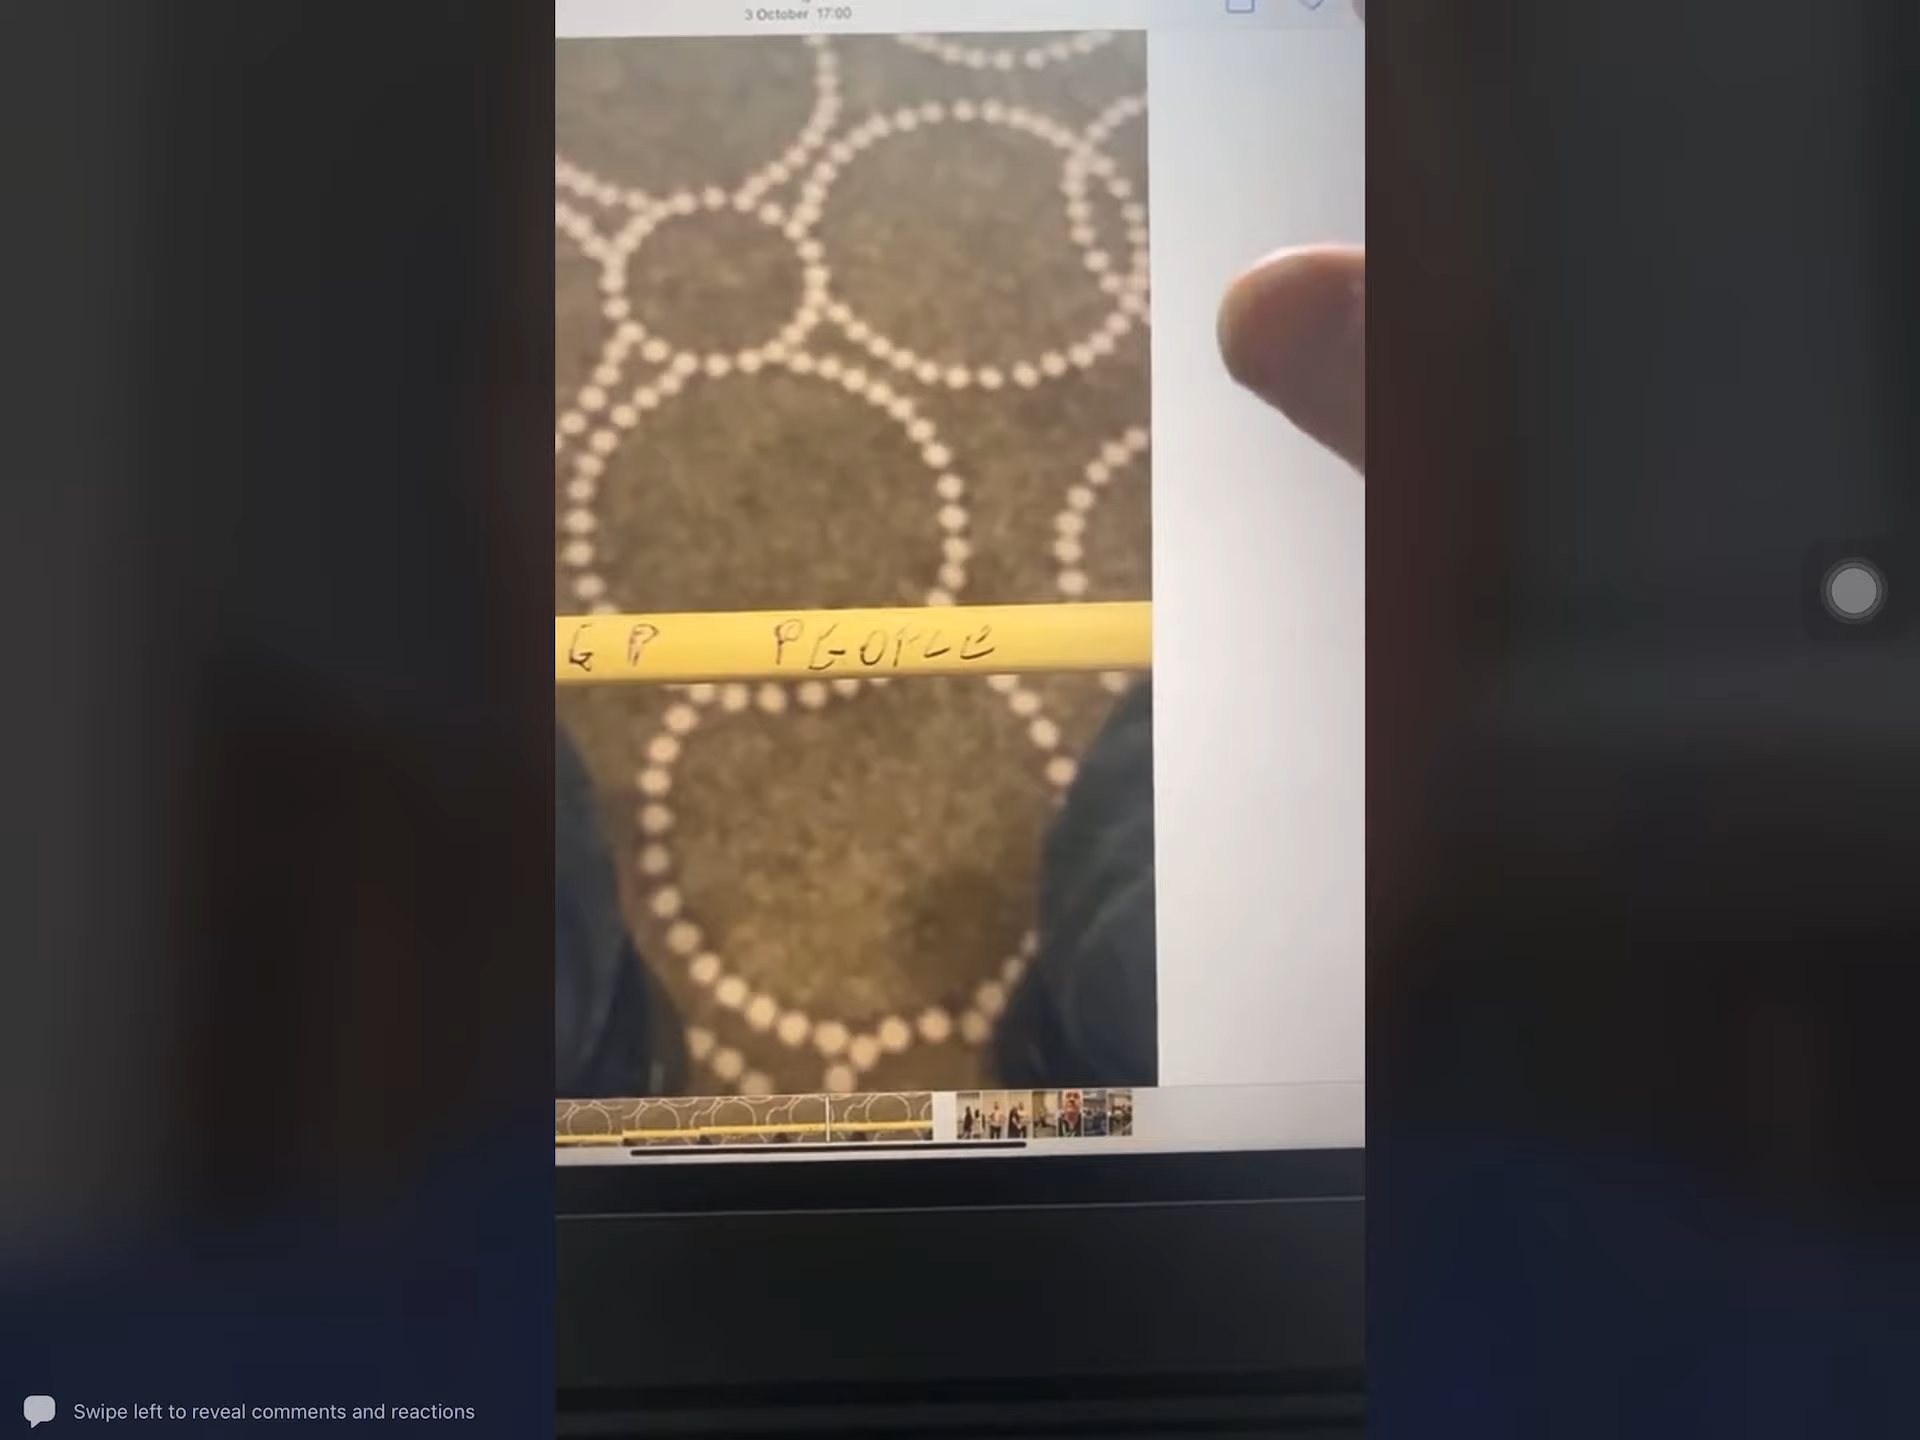 3 October 17:00
G P PEOPLE
Swipe left to reveal comments and reactions